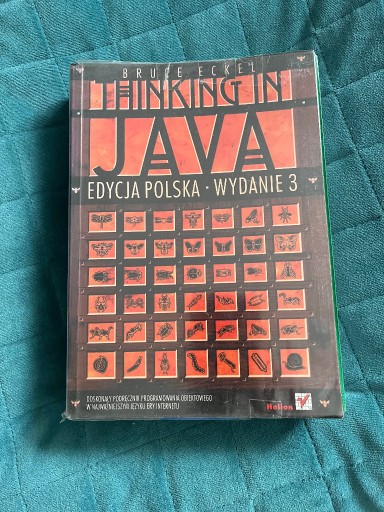 BRUCE ECKEL
THINKING IN
JAVA
EDYCJA POLSKA · WYDANIE 3
DOSKONAŁY PODRĘCZNIK PROGRAMOWANIA OBIEKTOWEGO
W NAJWAŻNIEJSZYM JĘZYKU ERY INTERNETU
Helion